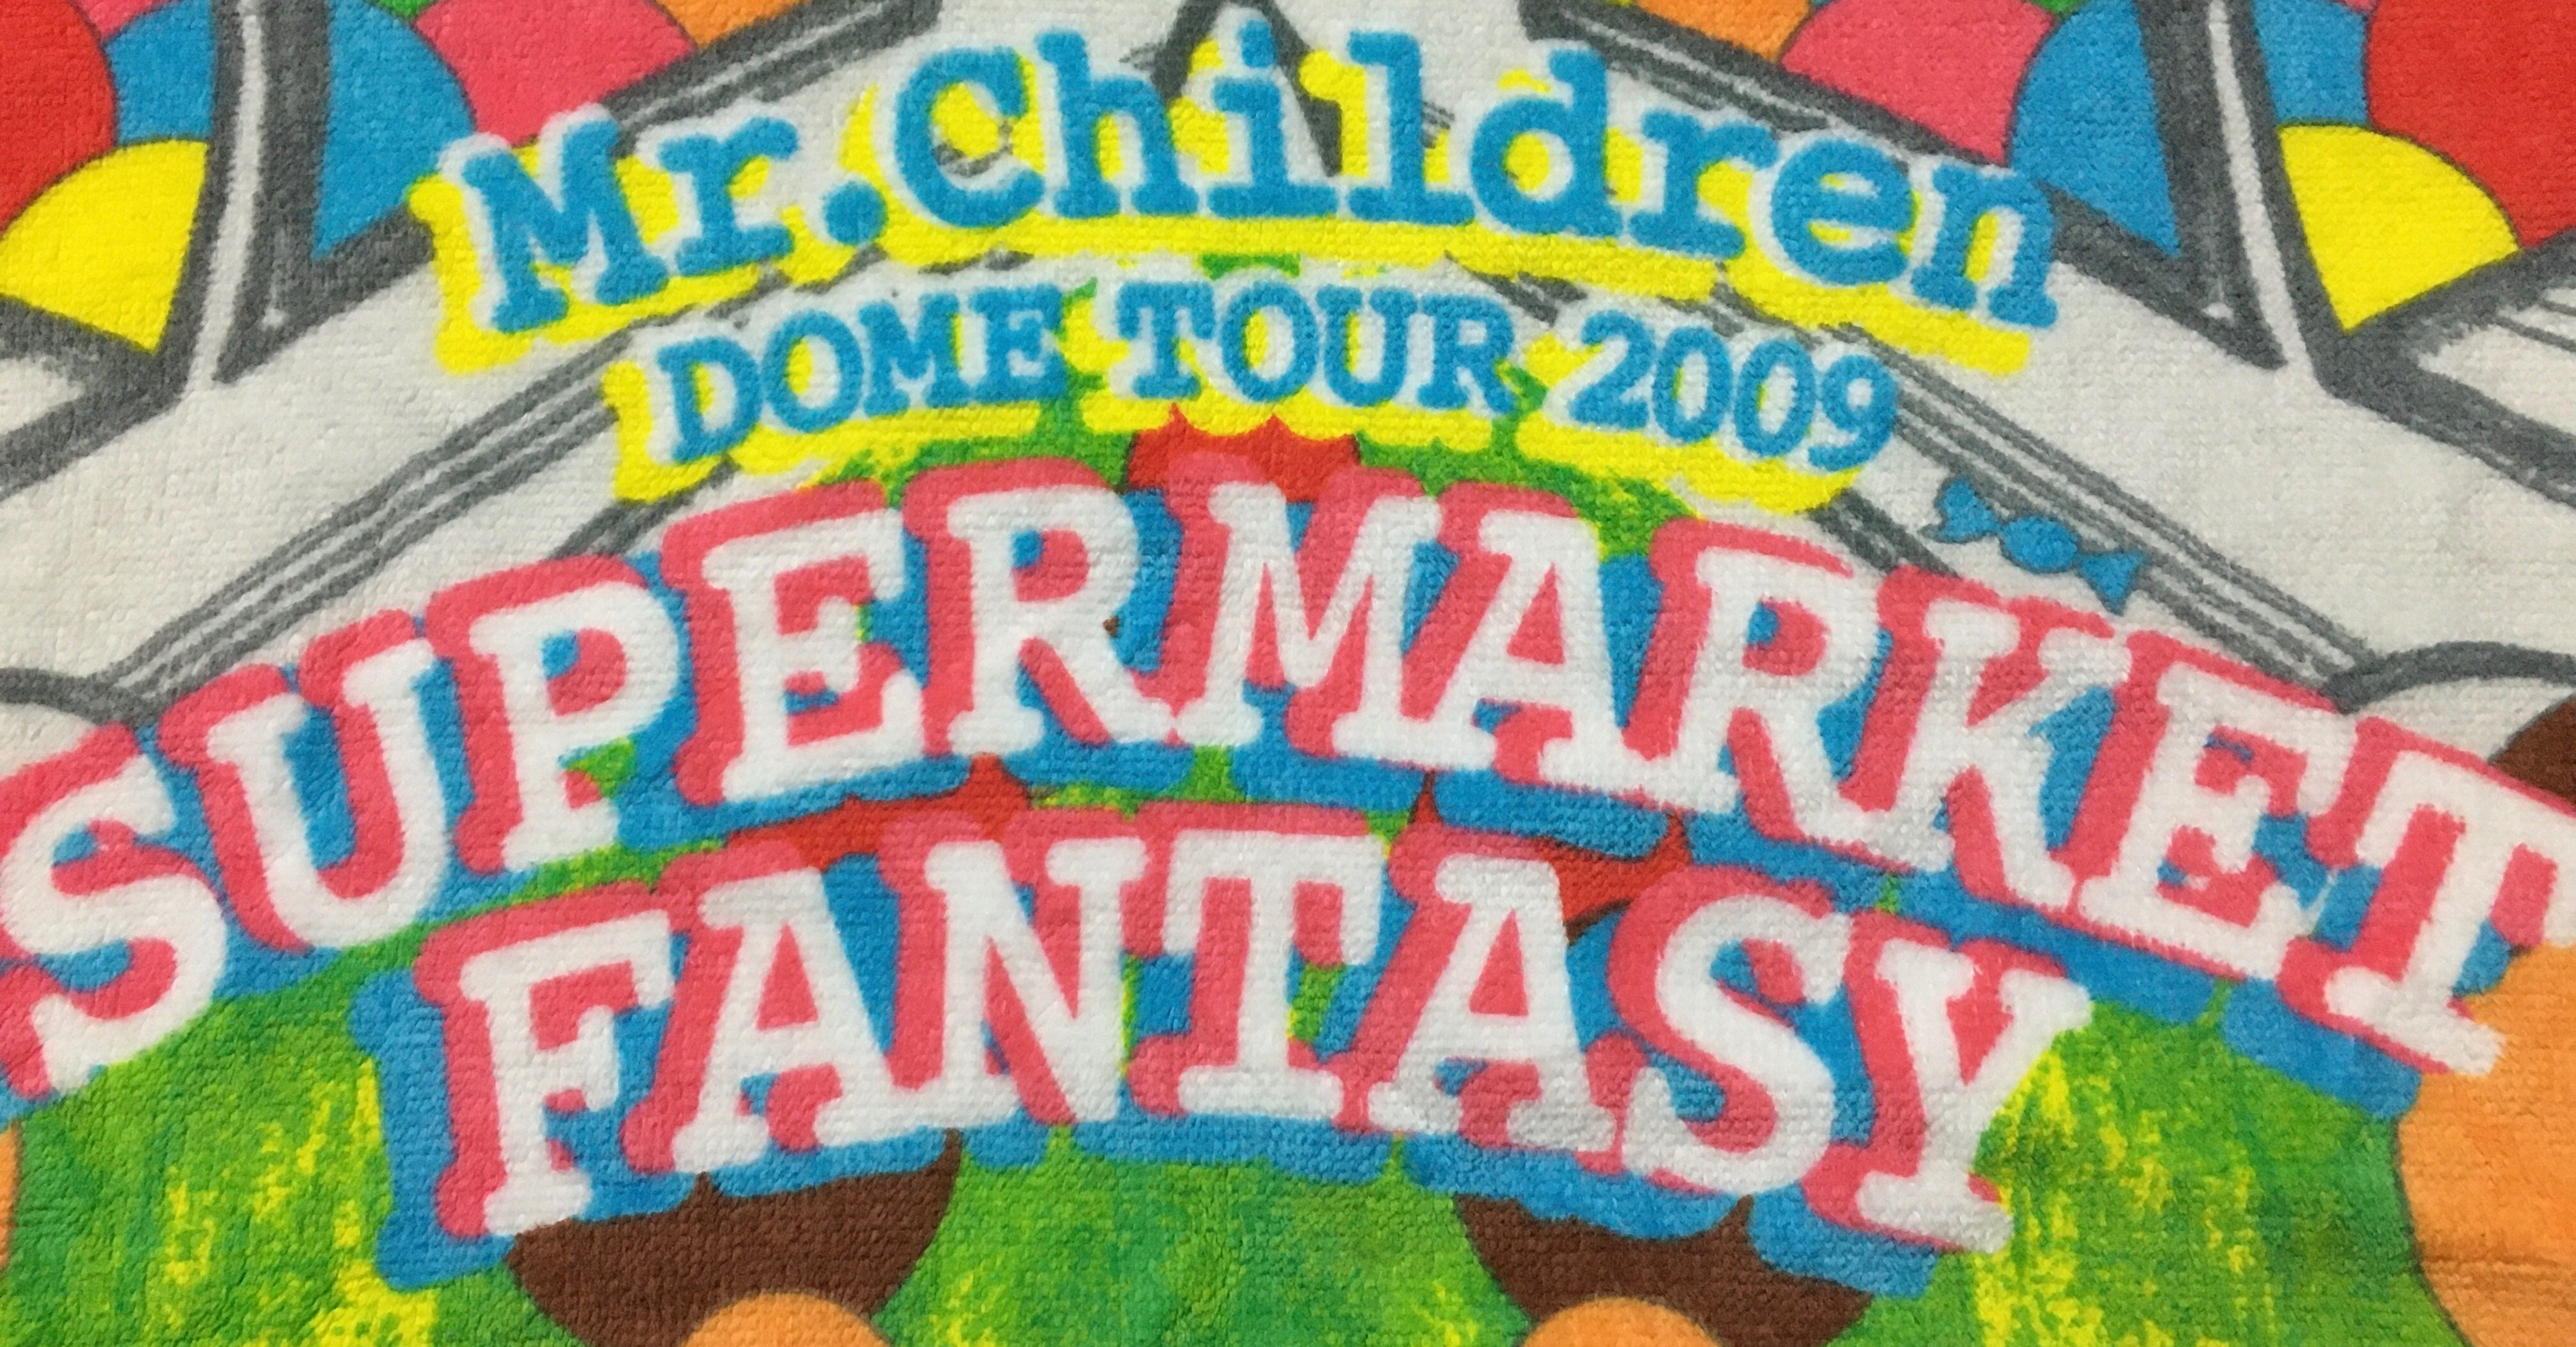 Mr.Children
DOME TOUR 2009
SUPERMARKET
FANTASY